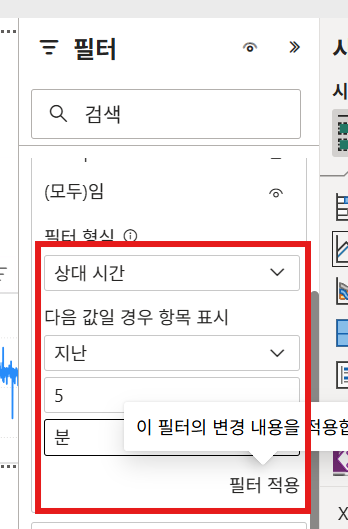 필터
검색
(모두)임
필터 형식
상대 시간
다음 값일 경우 항목 표시
지난
5
이 필터의 변경 내용을 적용합
분
필터 적용